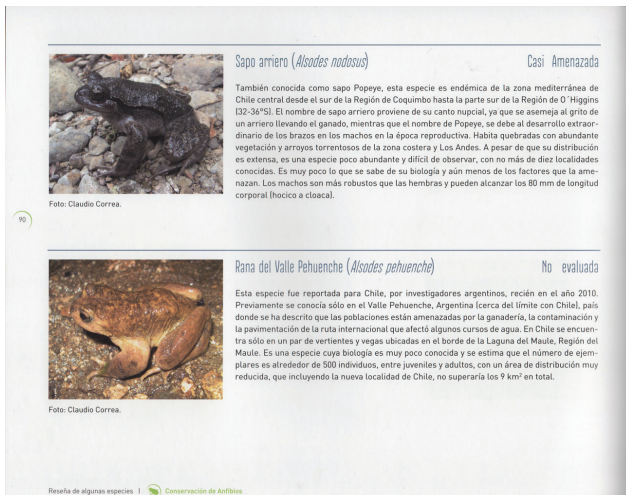 Sapo arriero (Alsodes nodosus) Casi Amenazada
También conocida como sapo Popeye, esta especie es endémica de la zona mediterránea de
Chile central desde el sur de la Región de Coquimbo hasta la parte sur de la Región de O´Higgins
(32-36°S). El nombre de sapo arriero proviene de su canto nupcial, ya que se asemeja al grito de
un arriero llevando el ganado, mientras que el nombre de Popeye, se debe al desarrollo extraor-
dinario de los brazos en los machos en la época reproductiva. Habita quebradas con abundante
vegetación y arroyos torrentosos de la zona costera y Los Andes. A pesar de que su distribución
es extensa, es una especie poco abundante y difícil de observar, con no más de diez localidades
conocidas. Es muy poco lo que se sabe de su biología y aún menos de los factores que la ame-
nazan. Los machos son más robustos que las hembras y pueden alcanzar los 80 mm de longitud
corporal (hocico a cloaca).
Foto: Claudio Correa.
90
Rana del Valle Pehuenche (Alsodes pehuenche) No evaluada
Esta especie fue reportada para Chile, por investigadores argentinos, recién en el año 2010.
Previamente se conocía sólo en el Valle Pehuenche, Argentina (cerca del límite con Chile), país
donde se ha descrito que las poblaciones están amenazadas por la ganadería, la contaminación y
la pavimentación de la ruta internacional que afectó algunos cursos de agua. En Chile se encuen-
tra sólo en un par de vertientes y vegas ubicadas en el borde de la Laguna del Maule, Región del
Maule. Es una especie cuya biología es muy poco conocida y se estima que el número de ejem-
plares es alrededor de 500 individuos, entre juveniles y adultos, con un área de distribución muy
reducida, que incluyendo la nueva localidad de Chile, no superaría los 9 km² en total.
Foto: Claudio Correa.
Reseña de algunas especies | Conservación de Anfibios